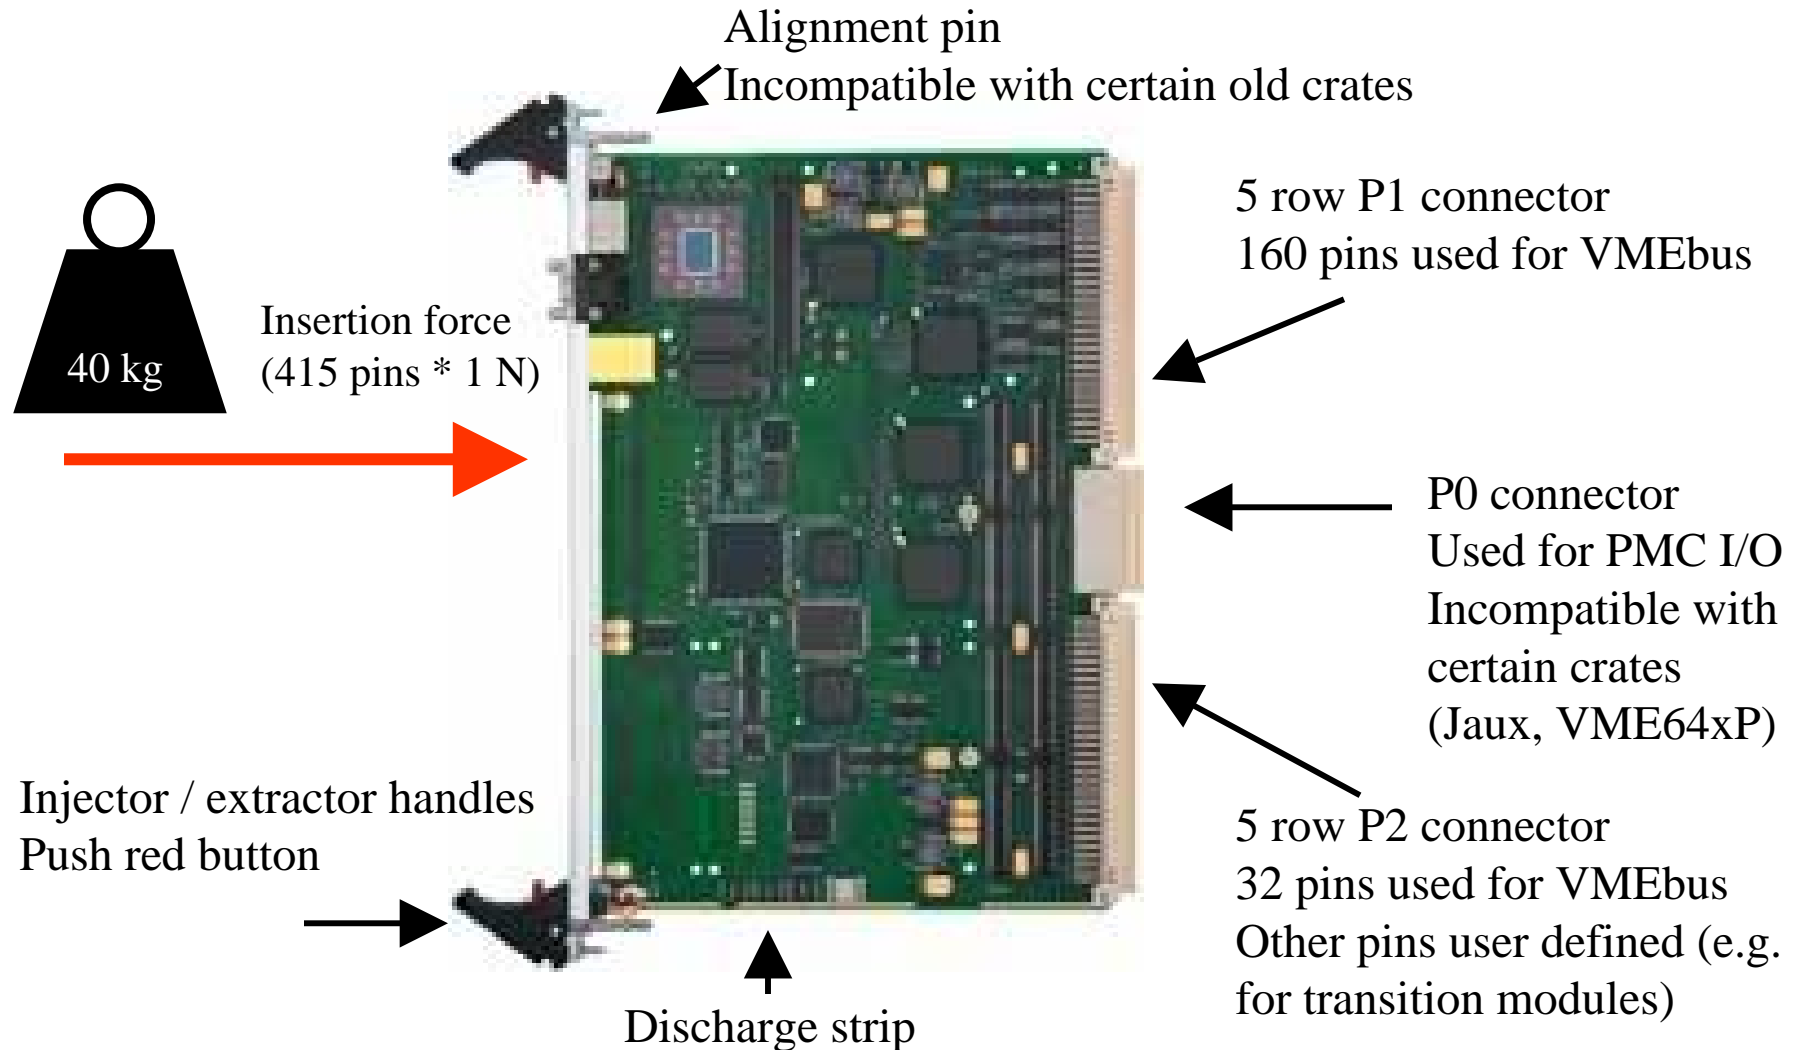 Alignment pin
Incompatible with certain old crates
5 row P1 connector
160 pins used for VMEbus
40 kg
Insertion force
(415 pins * 1 N)
P0 connector
Used for PMC I/O
Incompatible with
certain crates
(Jaux, VME64xP)
Injector / extractor handles
Push red button
5 row P2 connector
32 pins used for VMEbus
Other pins user defined (e.g.
for transition modules)
Discharge strip